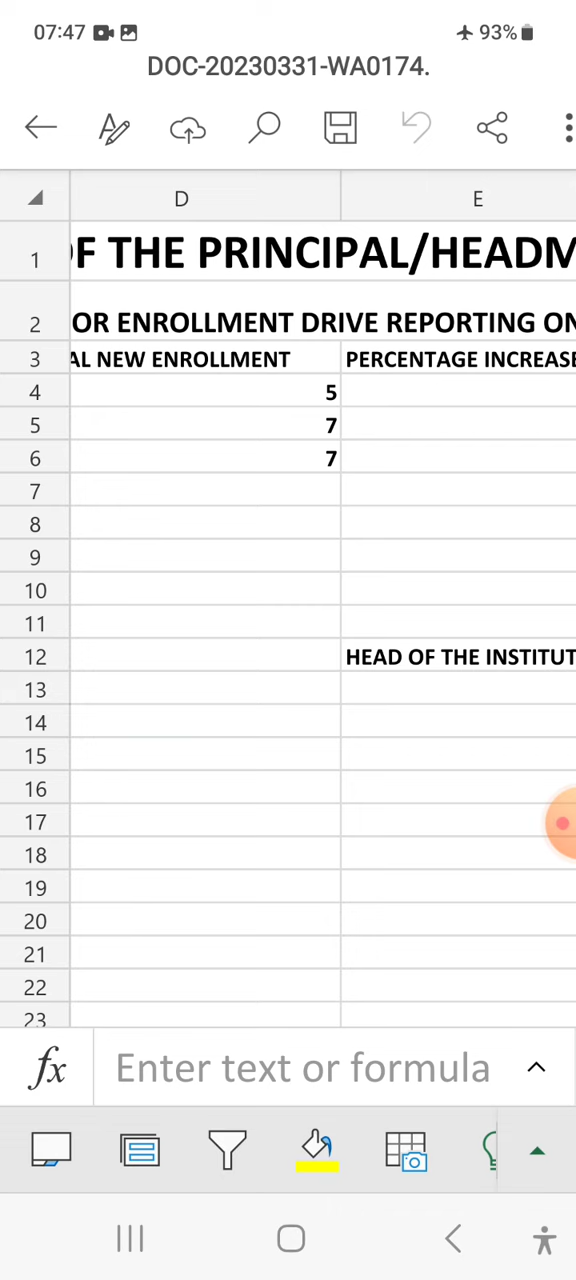 07:47 93%
DOC-20230331-WA0174.
D E
1 F THE PRINCIPAL/HEADM
2 OR ENROLLMENT DRIVE REPORTING ON
3 AL NEW ENROLLMENT PERCENTAGE INCREASE
4 5
5 7
6 7
7
8
9
10
11
12 HEAD OF THE INSTITUT
13
14
15
16
17
18
19
20
21
22
23
fx Enter text or formula